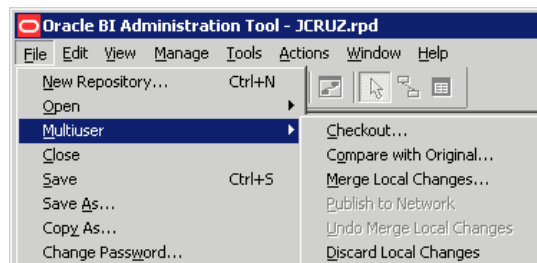 Oracle BI Administration Tool - JCRUZ.rpd
File Edit View Manage Tools Actions Window Help
New Repository... Ctrl+N
Open
Multiuser
Close
Save Ctrl+S
Save As...
Copy As...
Change Password...
Checkout...
Compare with Original...
Merge Local Changes...
Publish to Network
Undo Merge Local Changes
Discard Local Changes